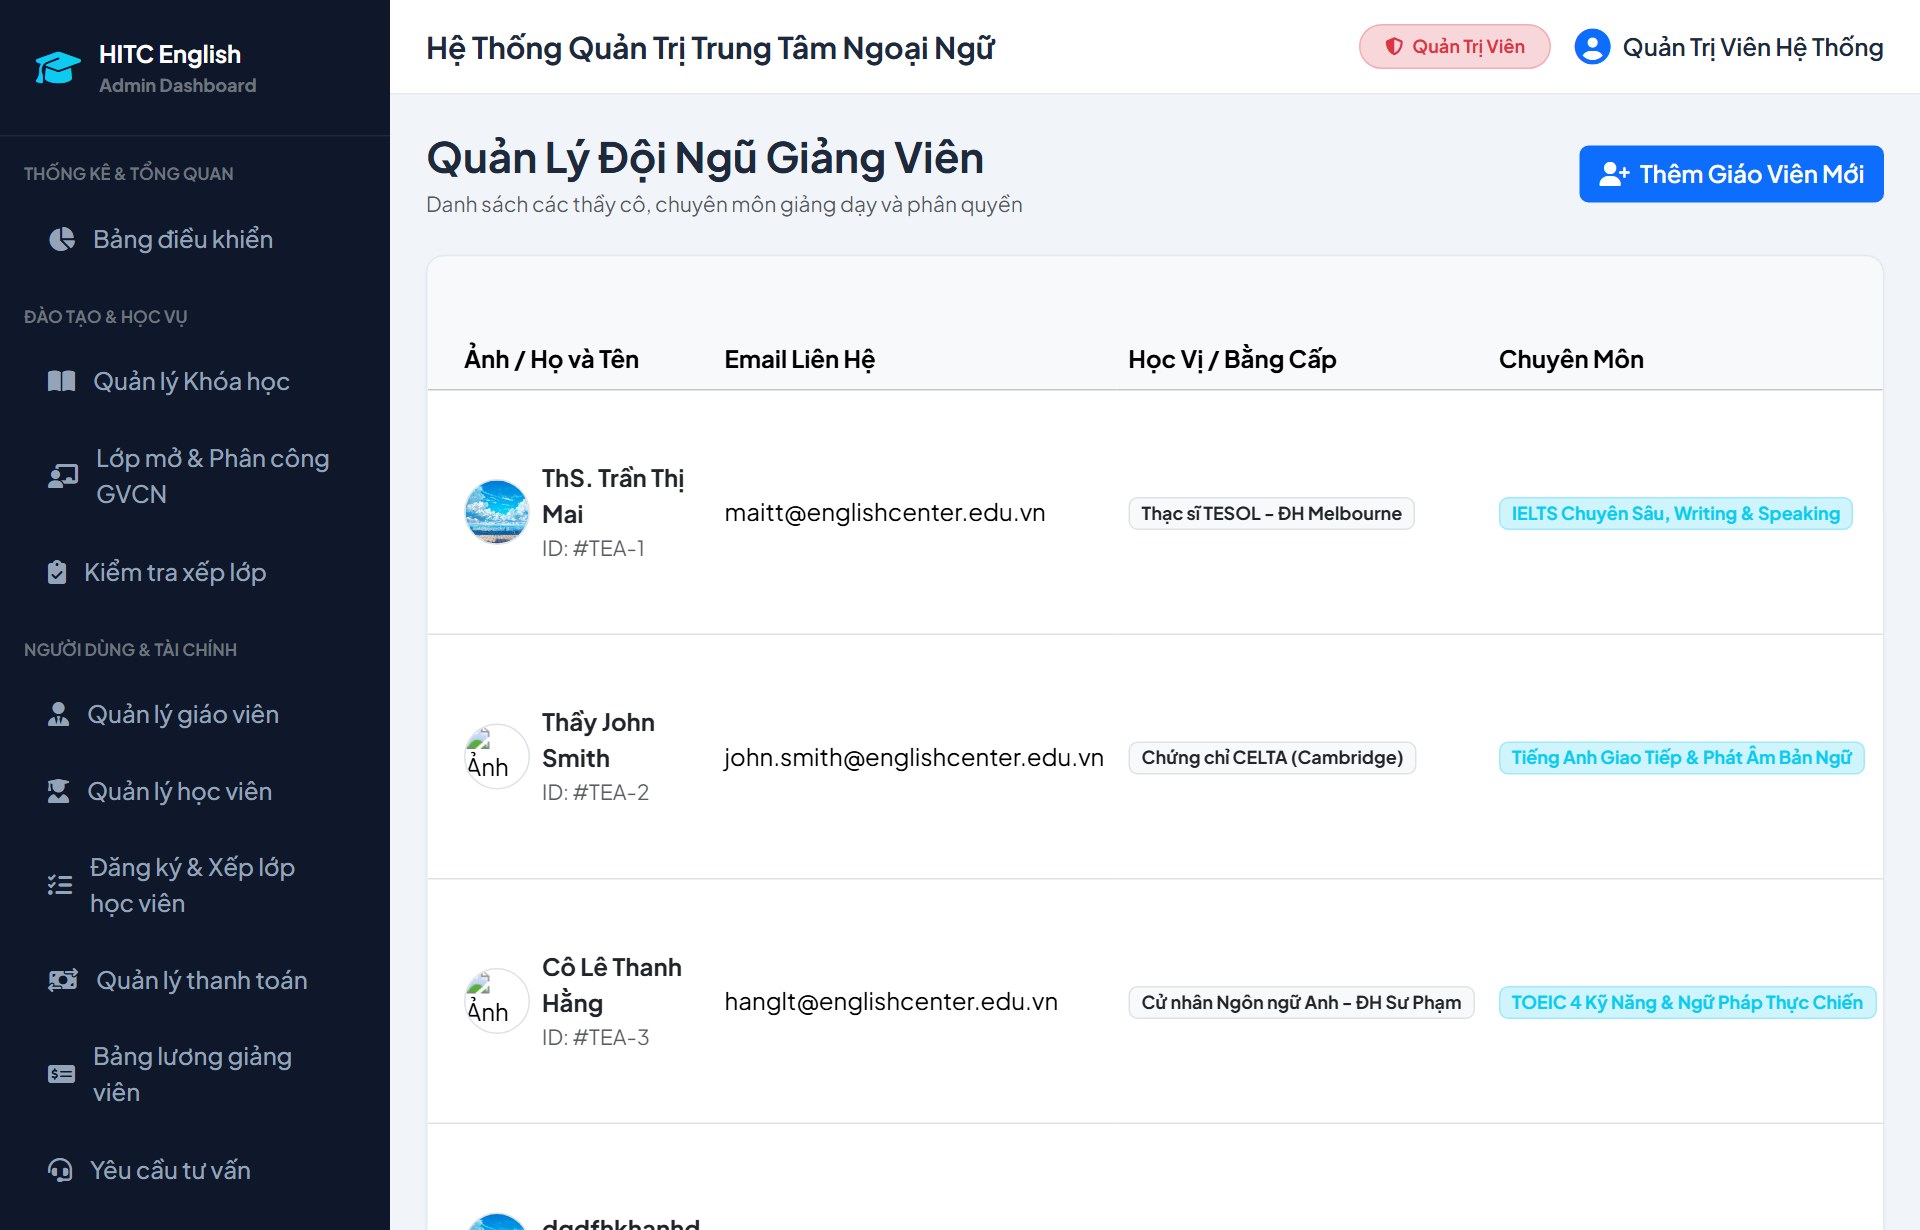 HITC English
Admin Dashboard
THỐNG KÊ & TỔNG QUAN
Bảng điều khiển
ĐÀO TẠO & HỌC VỤ
Quản lý Khóa học
Lớp mở & Phân công
GVCN
Kiểm tra xếp lớp
NGƯỜI DÙNG & TÀI CHÍNH
Quản lý giáo viên
Quản lý học viên
Đăng ký & Xếp lớp
học viên
Quản lý thanh toán
Bảng lương giảng
viên
Yêu cầu tư vấn
Hệ Thống Quản Trị Trung Tâm Ngoại Ngữ
Quản Trị Viên
Quản Trị Viên Hệ Thống
Quản Lý Đội Ngũ Giảng Viên
Danh sách các thầy cô, chuyên môn giảng dạy và phân quyền
Thêm Giáo Viên Mới
Ảnh / Họ và Tên
Email Liên Hệ
Học Vị / Bằng Cấp
Chuyên Môn
ThS. Trần Thị
Mai
ID: #TEA-1
maitt@englishcenter.edu.vn
Thạc sĩ TESOL - ĐH Melbourne
IELTS Chuyên Sâu, Writing & Speaking
Ảnh
Thầy John
Smith
ID: #TEA-2
john.smith@englishcenter.edu.vn
Chứng chỉ CELTA (Cambridge)
Tiếng Anh Giao Tiếp & Phát Âm Bản Ngữ
Ảnh
Cô Lê Thanh
Hằng
ID: #TEA-3
hanglt@englishcenter.edu.vn
Cử nhân Ngôn ngữ Anh - ĐH Sư Phạm
TOEIC 4 Kỹ Năng & Ngữ Pháp Thực Chiến